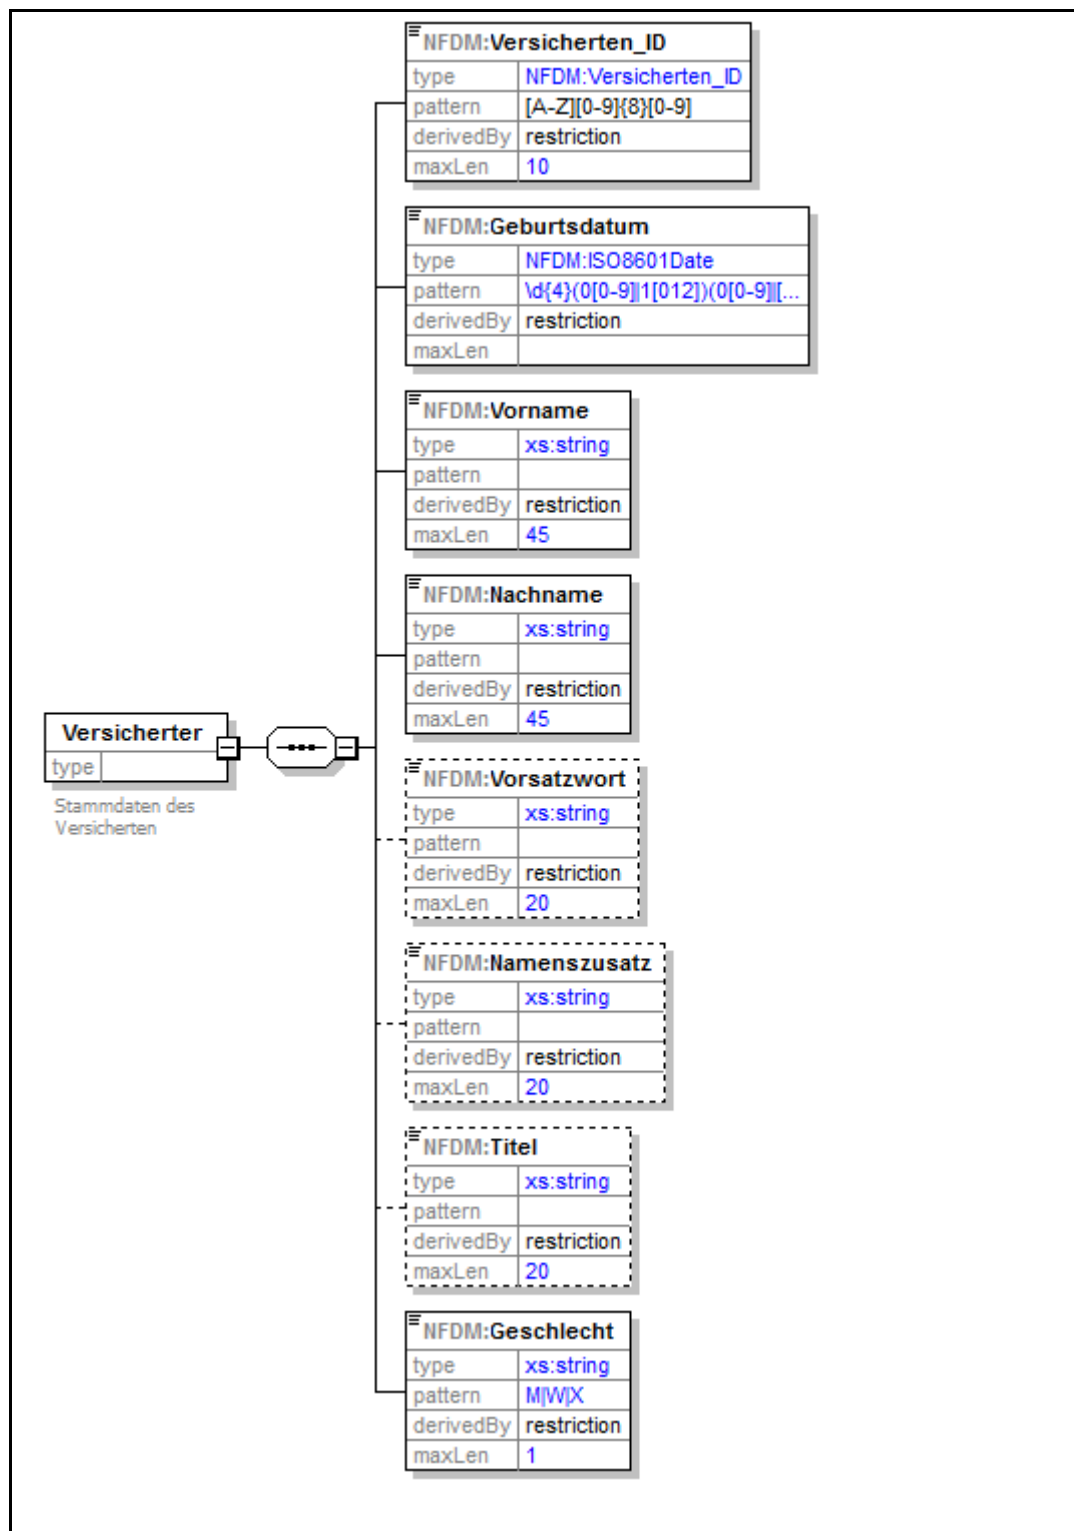 NFDM:Versicherten_ID
type NFDM:Versicherten_ID
pattern [A-Z][0-9]{8}[0-9]
derivedBy restriction
maxLen 10
NFDM:Geburtsdatum
type NFDM:ISO8601Date
pattern \d{4}(0[0-9]|1[012])(0[0-9]|[...
derivedBy restriction
maxLen
NFDM:Vorname
type xs:string
pattern
derivedBy restriction
maxLen 45
NFDM:Nachname
type xs:string
pattern
derivedBy restriction
maxLen 45
Versicherter
type
Stammdaten des
Versicherten
NFDM:Vorsatzwort
type xs:string
pattern
derivedBy restriction
maxLen 20
NFDM:Namenszusatz
type xs:string
pattern
derivedBy restriction
maxLen 20
NFDM:Titel
type xs:string
pattern
derivedBy restriction
maxLen 20
NFDM:Geschlecht
type xs:string
pattern M|W|X
derivedBy restriction
maxLen 1